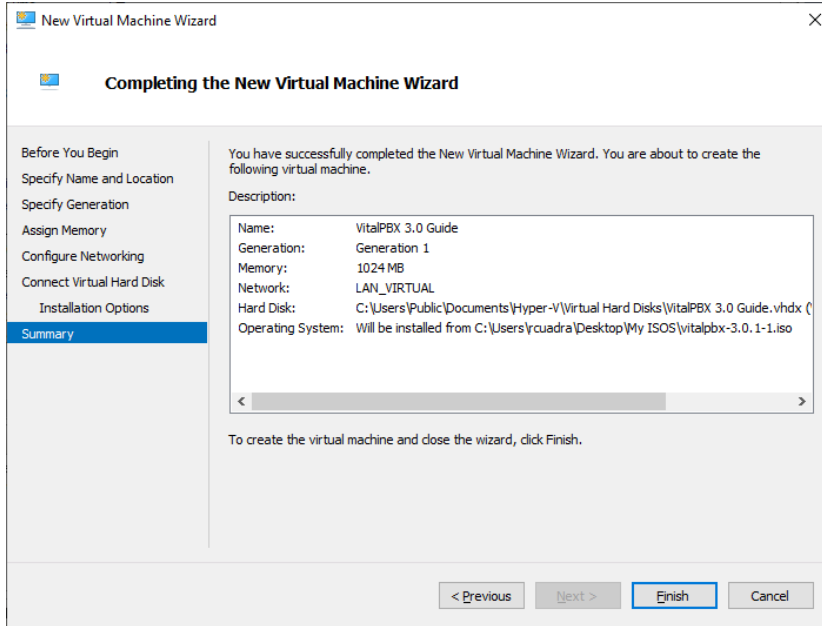 New Virtual Machine Wizard
Completing the New Virtual Machine Wizard
Before You Begin
Specify Name and Location
Specify Generation
Assign Memory
Configure Networking
Connect Virtual Hard Disk
Installation Options
Summary
You have successfully completed the New Virtual Machine Wizard. You are about to create the
following virtual machine.
Description:
Name: VitalPBX 3.0 Guide
Generation: Generation 1
Memory: 1024 MB
Network: LAN_VIRTUAL
Hard Disk: C:\Users\Public\Documents\Hyper-V\Virtual Hard Disks\VitalPBX 3.0 Guide.vhdx (
Operating System: Will be installed from C:\Users\rcuadra\Desktop\My ISOS\vitalpbx-3.0.1-1.iso
To create the virtual machine and close the wizard, click Finish.
< Previous
Next >
Finish
Cancel